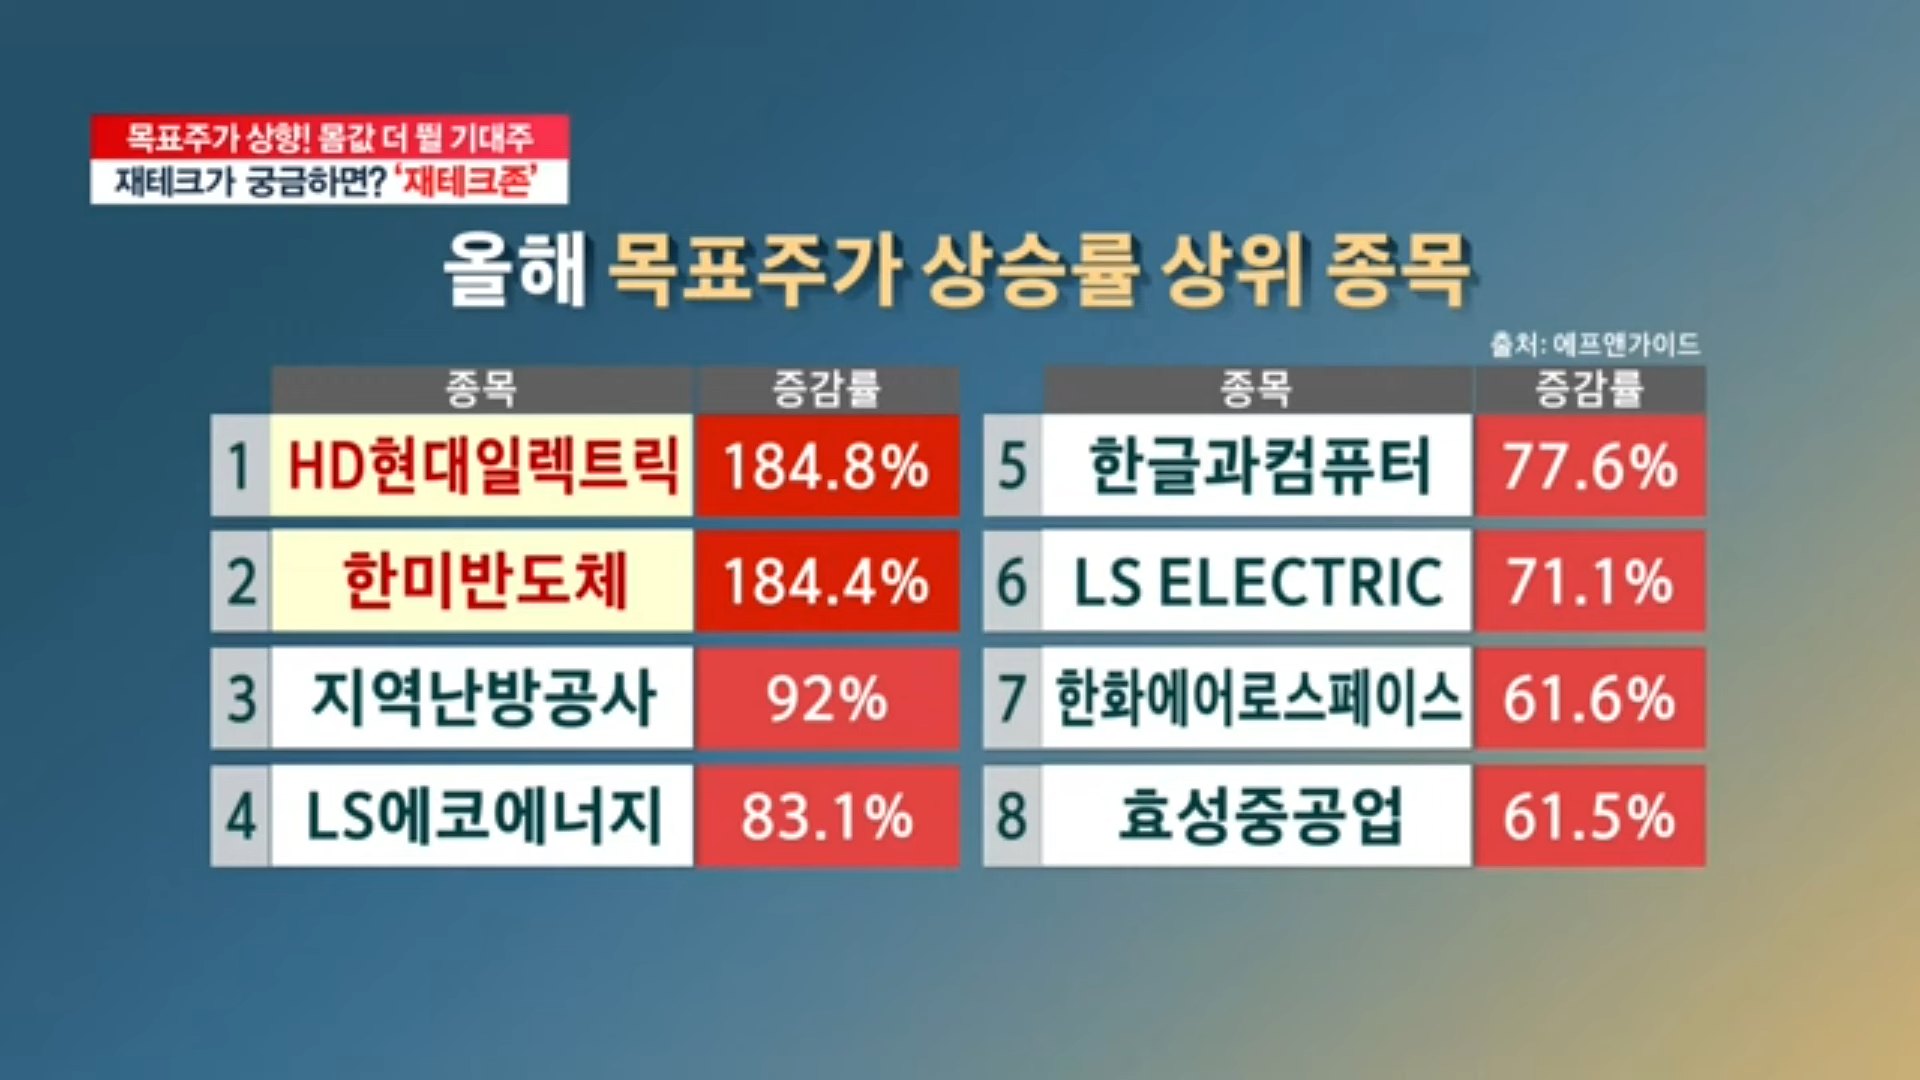 목표주가 상향! 몸값 더 뛸 기대주
재테크가 궁금하면? ‘재테크존’
올해 목표주가 상승률 상위 종목
출처: 에프앤가이드
종목 증감률
1 HD현대일렉트릭 184.8%
2 한미반도체 184.4%
3 지역난방공사 92%
4 LS에코에너지 83.1%
종목 증감률
5 한글과컴퓨터 77.6%
6 LS ELECTRIC 71.1%
7 한화에어로스페이스 61.6%
8 효성중공업 61.5%